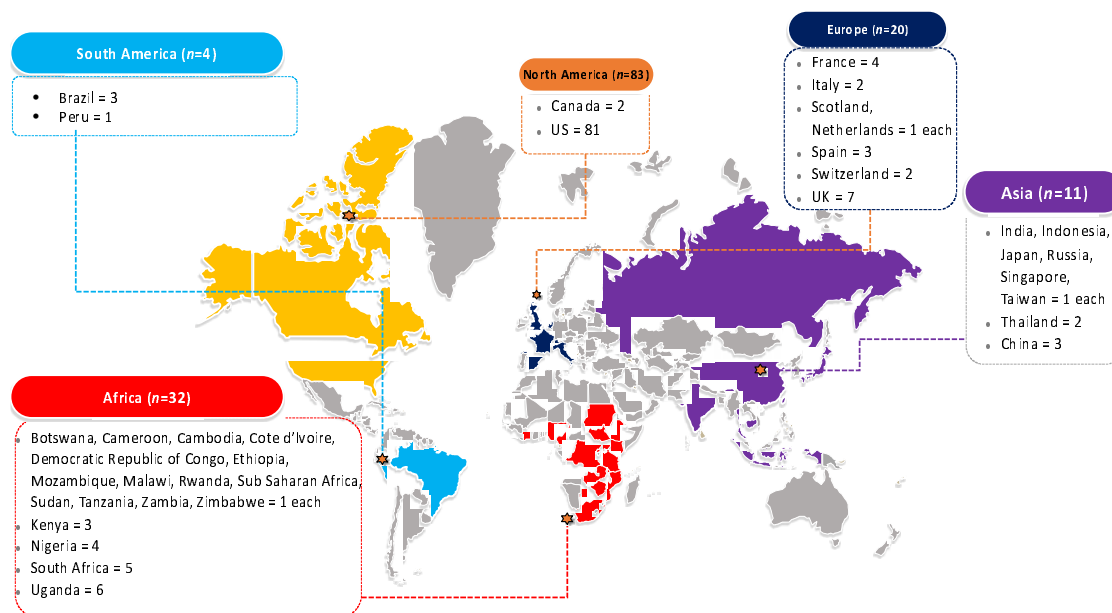 South America (n=4)
Brazil = 3
Peru = 1
North America (n=83)
Canada = 2
US = 81
Europe (n=20)
France = 4
Italy = 2
Scotland,
Netherlands = 1 each
Spain = 3
Switzerland = 2
UK = 7
Asia (n=11)
India, Indonesia,
Japan, Russia,
Singapore,
Taiwan = 1 each
Thailand = 2
China = 3
Africa (n=32)
Botswana, Cameroon, Cambodia, Cote d’Ivoire,
Democratic Republic of Congo, Ethiopia,
Mozambique, Malawi, Rwanda, Sub Saharan Africa,
Sudan, Tanzania, Zambia, Zimbabwe = 1 each
Kenya = 3
Nigeria = 4
South Africa = 5
Uganda = 6